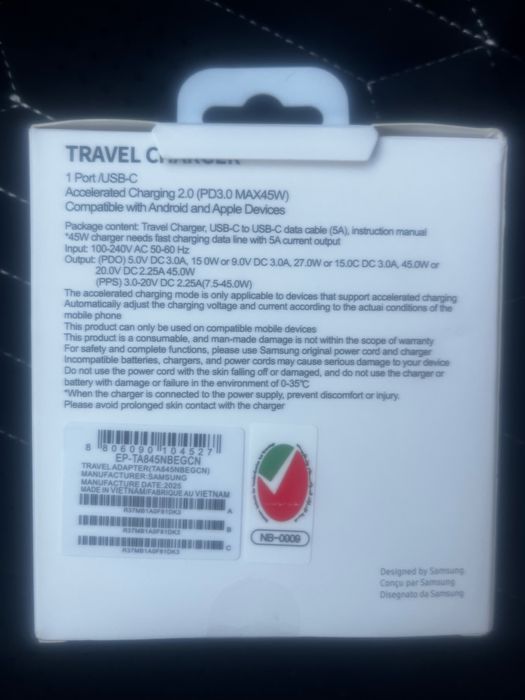 TRAVEL CHARGER
1 Port /USB-C
Accelerated Charging 2.0 (PD3.0 MAX45W)
Compatible with Android and Apple Devices
Package content: Travel Charger, USB-C to USB-C data cable (5A), instruction manual
*45W charger needs fast charging data line with 5A current output
Input: 100-240V AC 50-60 Hz
Output: (PDO) 5.0V DC 3.0A, 15.0W or 9.0V DC 3.0A, 27.0W or 15.0C DC 3.0A, 45.0W or
20.0V DC 2.25A 45.0W
(PPS) 3.0-20V DC 2.25A(7.5-45.0W)
The accelerated charging mode is only applicable to devices that support accelerated charging
Automatically adjust the charging voltage and current according to the actual conditions of the
mobile phone
This product can only be used on compatible mobile devices
This product is a consumable, and man-made damage is not within the scope of warranty
For safety and complete functions, please use Samsung original power cord and charger
Incompatible batteries, chargers, and power cords may cause serious damage to your device
Do not use the power cord with the skin falling off or damaged, and do not use the charger or
battery with damage or failure in the environment of 0-35°C
*When the charger is connected to the power supply, prevent discomfort or injury.
Please avoid prolonged skin contact with the charger
8 806090 104527
EP-TA845NBEGCN
TRAVEL ADAPTER(TA845NBEGCN)
MANUFACTURER:SAMSUNG
MANUFACTURE DATE:2025
MADE IN VIETNAM/FABRIQUE AU VIETNAM
A
R37MB1A0F81DK3
B
R37MB1A0F81DK3
C
R37MB1A0F81DK3
NB-0009
Designed by Samsung
Conçu par Samsung
Disegnato da Samsung